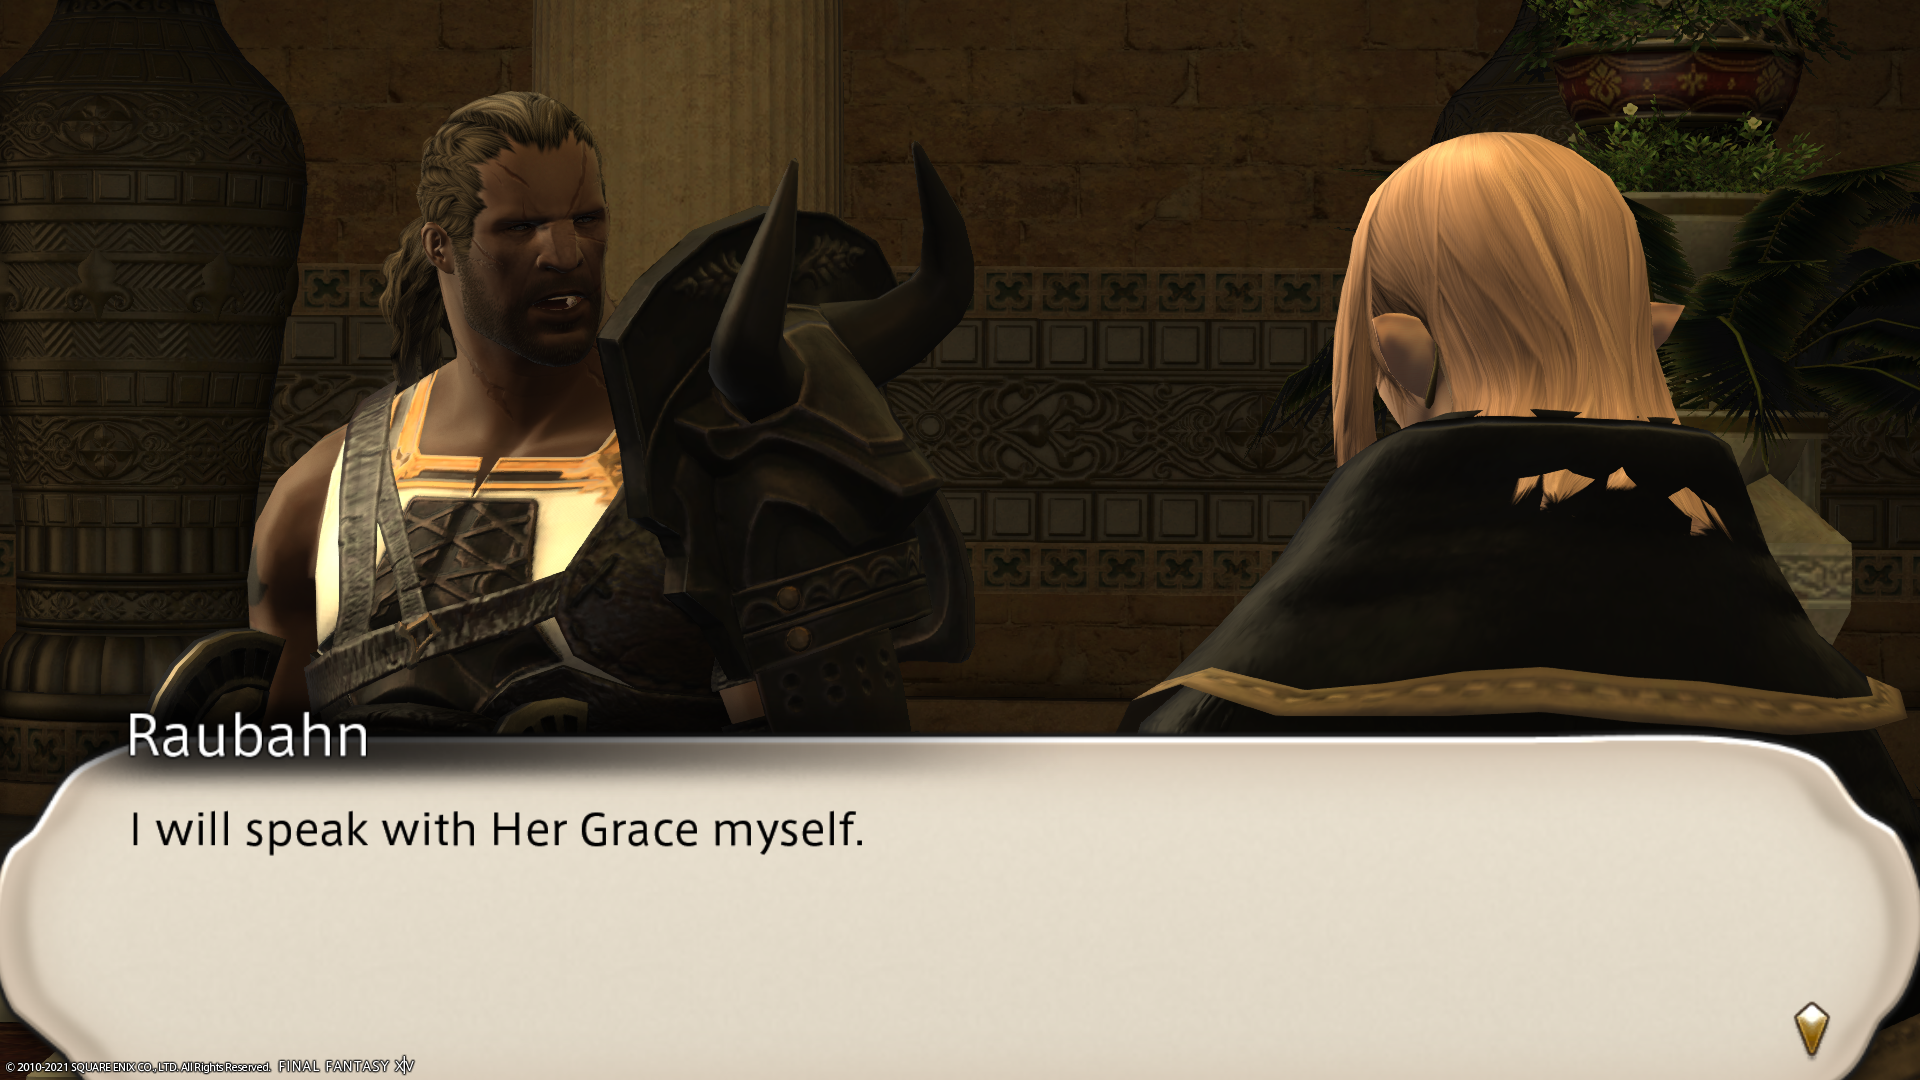 Raubahn
I will speak with Her Grace myself.
© 2010-2021 SQUARE ENIX CO., LTD. All Rights Reserved. FINAL FANTASY XIV